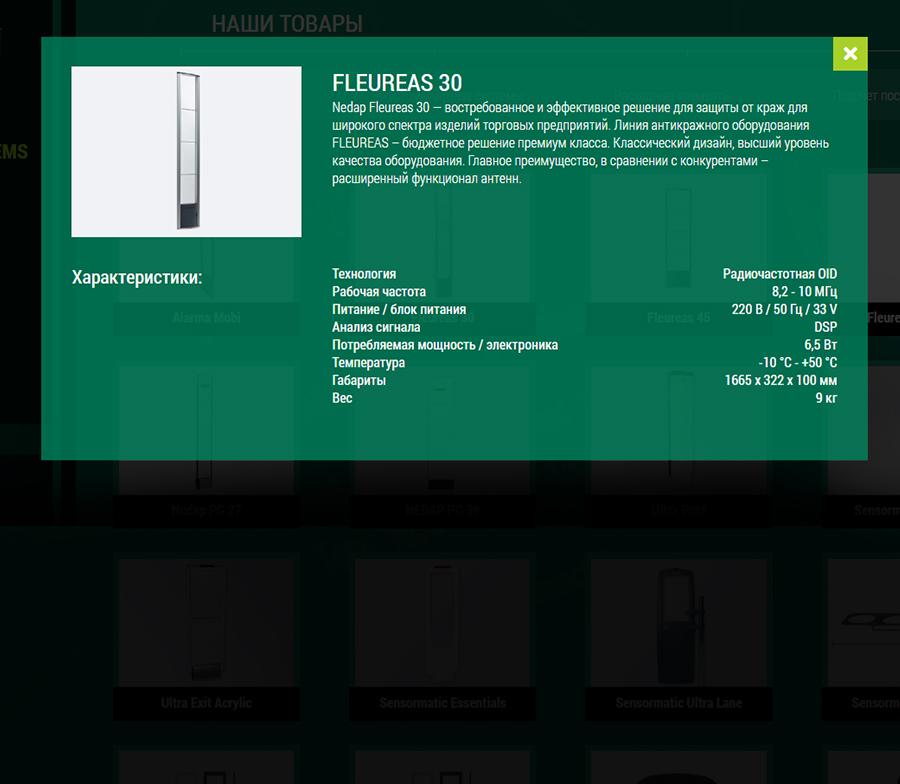 НАШИ ТОВАРЫ
EMS
FLEUREAS 30
Nedap Fleureas 30 – востребованное и эффективное решение для защиты от краж для
широкого спектра изделий торговых предприятий. Линия антикражного оборудования
FLEUREAS – бюджетное решение премиум класса. Классический дизайн, высший уровень
качества оборудования. Главное преимущество, в сравнении с конкурентами –
расширенный функционал антенн.
Характеристики:
Технология Радиочастотная OID
Рабочая частота 8,2 - 10 МГц
Питание / блок питания 220 В / 50 Гц / 33 V
Анализ сигнала DSP
Потребляемая мощность / электроника 6,5 Вт
Температура -10 °C - +50 °C
Габариты 1665 x 322 x 100 мм
Вес 9 кг
Alarma Mobi
Fleureas 30
Fleureas 45
Fleure
Nedap PG 27
NEDAP PG 39
Ultra Post
Sensorm
Ultra Exit Acrylic
Sensormatic Essentials
Sensormatic Ultra Lane
Sensorm